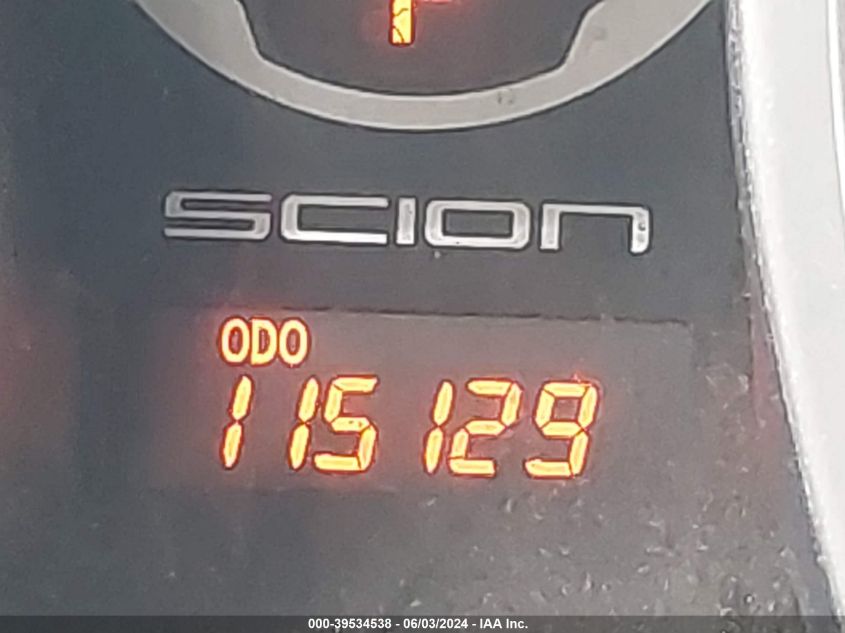 P
SCION
ODO
115129
000-39534538 - 06/03/2024 - IAA Inc.